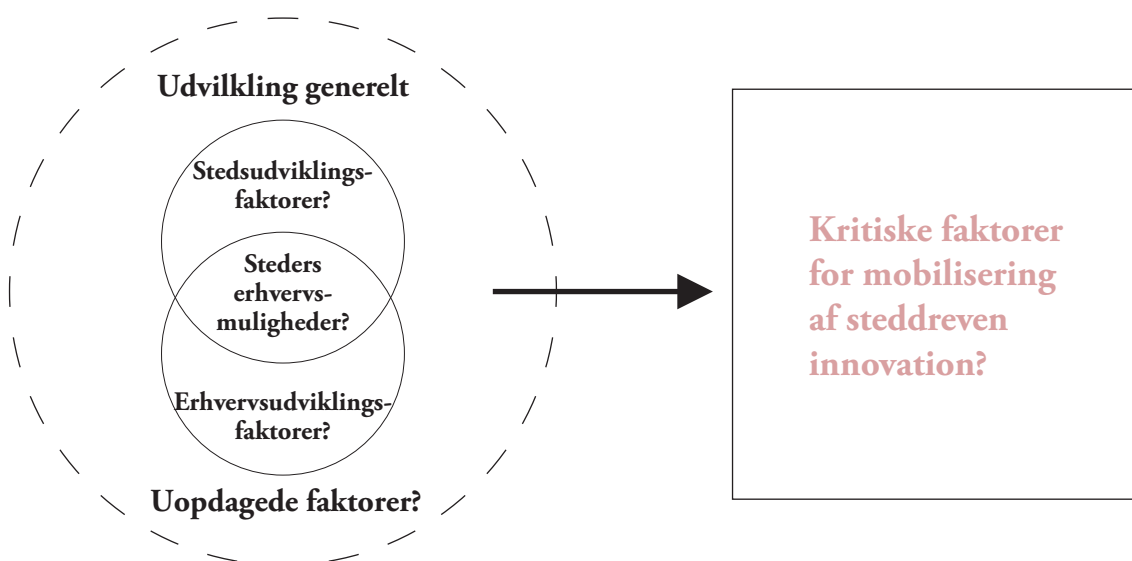 Udvilkling generelt
Stedsudviklings-
faktorer?
Steders
erhvervs-
muligheder?
Erhvervsudviklings-
faktorer?
Uopdagede faktorer?
Kritiske faktorer
for mobilisering
af steddreven
innovation?